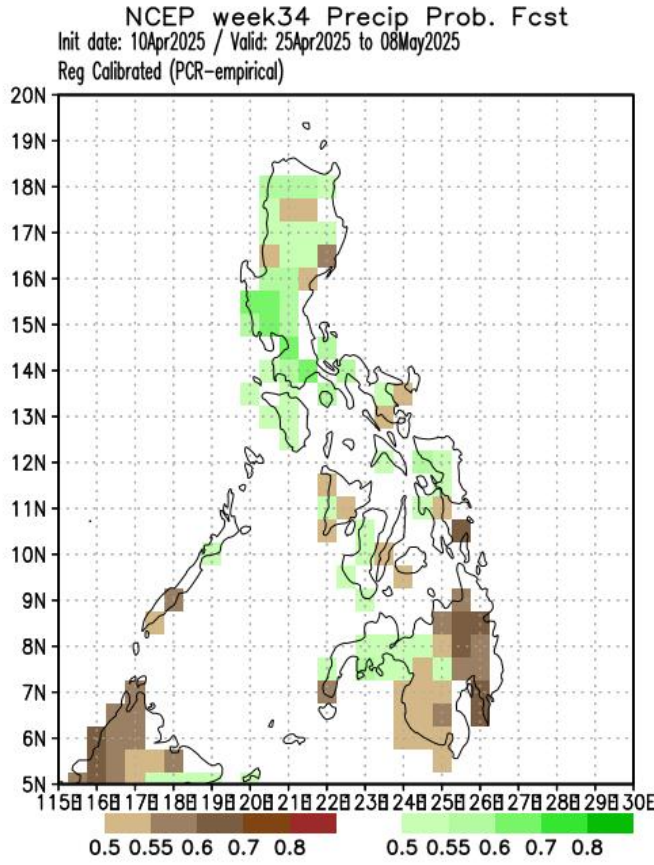 NCEP week34 Precip Prob. Fcst
Init date: 10Apr2025 / Valid: 25Apr2025 to 08May2025
Reg Calibrated (PCR-empirical)
20N
19N
18N
17N
16N
15N
14N
13N
12N
11N
10N
9N
8N
7N
6N
5N
115E 116E 117E 118E 119E 120E 121E 122E 123E 124E 125E 126E 127E 128E 129E 130E
0.5 0.55 0.6 0.7 0.8 0.5 0.55 0.6 0.7 0.8